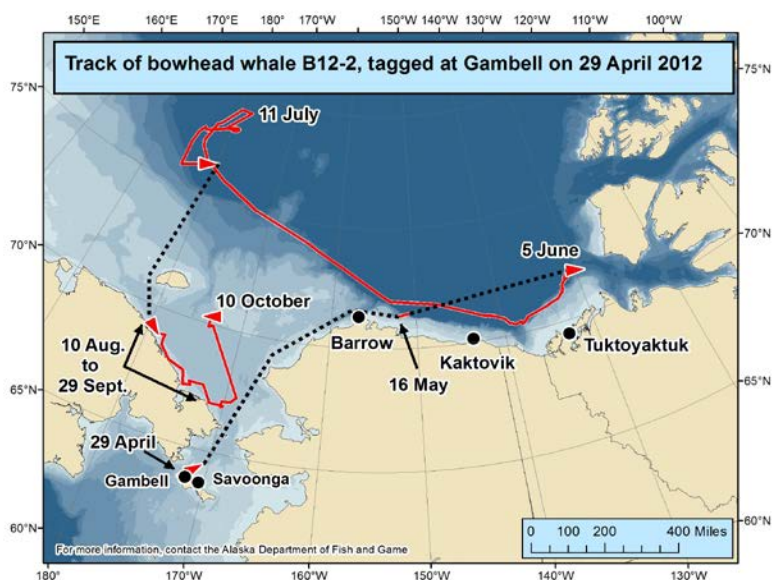 150°E 160°E 170°E 180° 170°W 160°W 150°W 140°W 130°W 120°W 110°W 100°W
Track of bowhead whale B12-2, tagged at Gambell on 29 April 2012
75°N
75°N
11 July
70°N
70°N
5 June
10 October
Barrow
Kaktovik
Tuktoyaktuk
10 Aug.
to
29 Sept.
16 May
65°N
65°N
29 April
Gambell
Savoonga
60°N
60°N
0 100 200 400 Miles
For more information, contact the Alaska Department of Fish and Game
180° 170°W 160°W 150°W 140°W 130°W